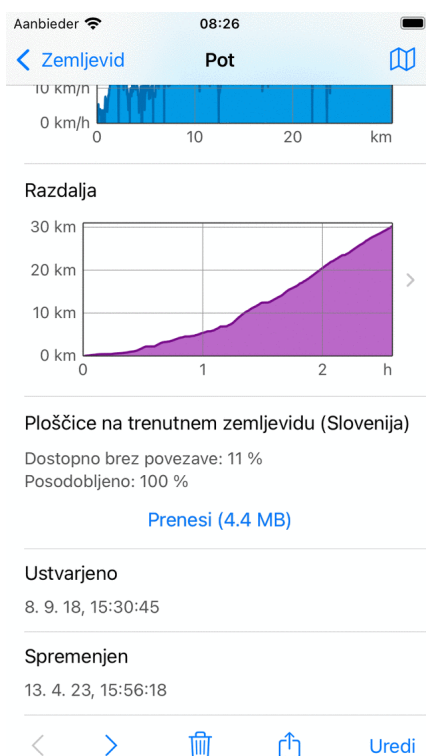 Aanbieder 08:26
Zemljevid Pot
10 km/h
0 km/h
0 10 20 km
Razdalja
30 km
20 km
10 km
0 km
0 1 2 h
Ploščice na trenutnem zemljevidu (Slovenija)
Dostopno brez povezave: 11 %
Posodobljeno: 100 %
Prenesi (4.4 MB)
Ustvarjeno
8. 9. 18, 15:30:45
Spremenjen
13. 4. 23, 15:56:18
Uredi